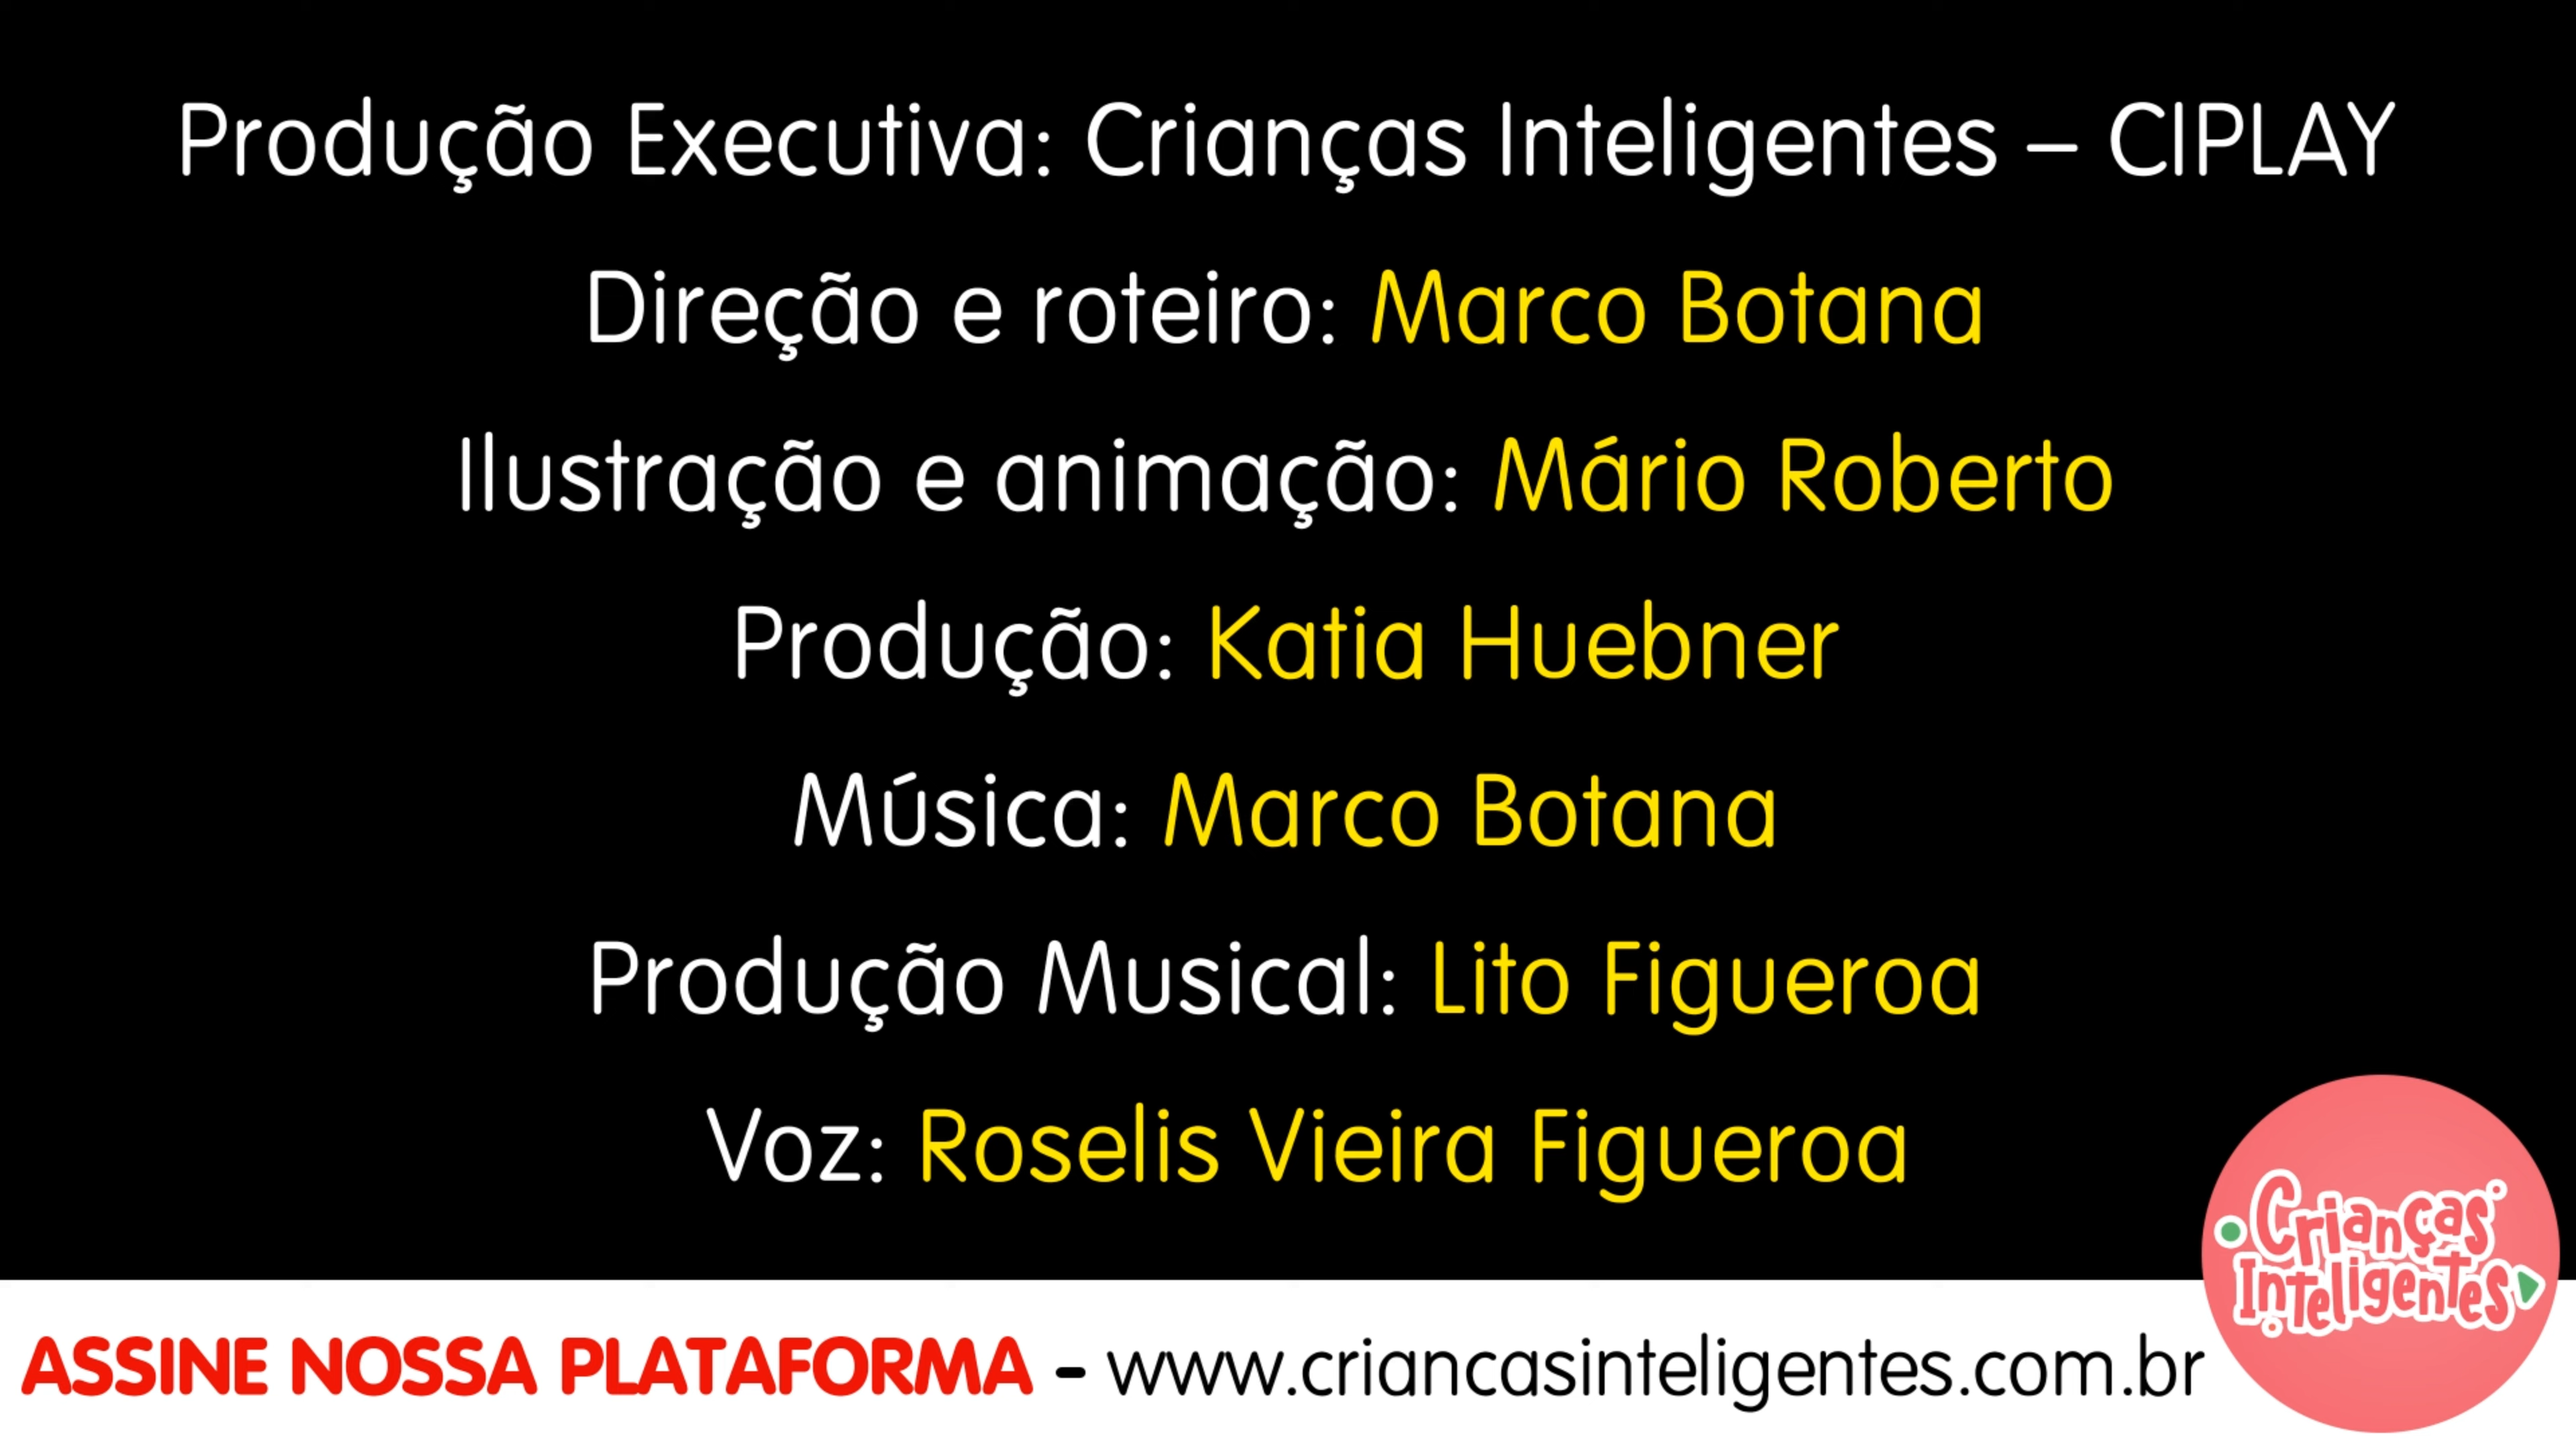 Produção Executiva: Crianças Inteligentes – CIPLAY
Direção e roteiro: Marco Botana
Ilustração e animação: Mário Roberto
Produção: Katia Huebner
Música: Marco Botana
Produção Musical: Lito Figueroa
Voz: Roselis Vieira Figueroa
Crianças
Inteligentes
ASSINE NOSSA PLATAFORMA - www.criancasinteligentes.com.br